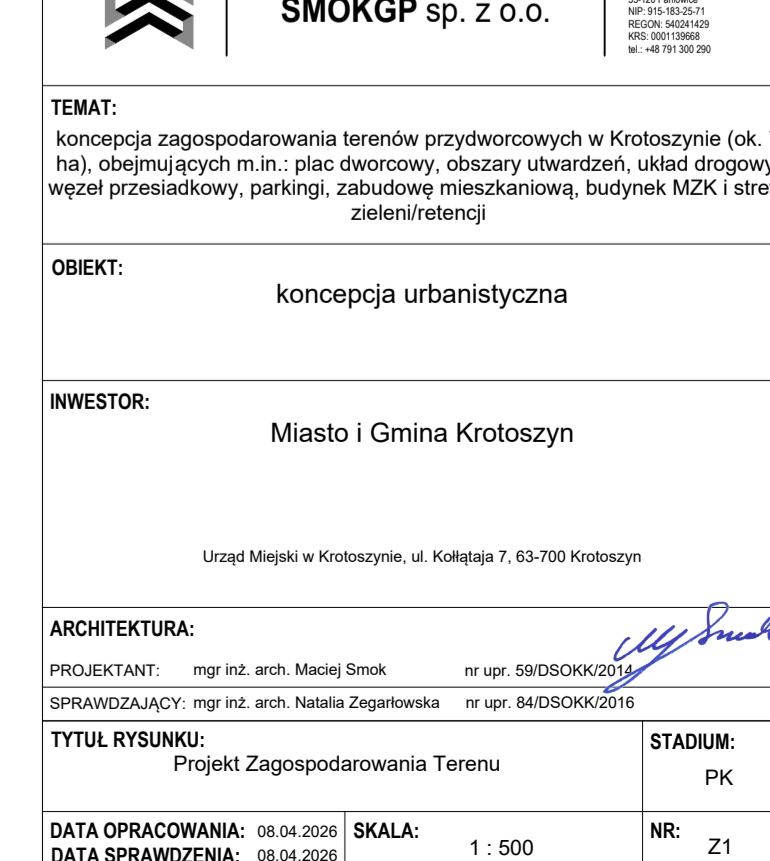 SMOKGP sp. z o.o.
NIP: 915-183-25-71
REGON: 540241429
KRS: 0001139668
tel.: +48 791 300 290
TEMAT:
koncepcja zagospodarowania terenów przydworcowych w Krotoszynie (ok.
ha), obejmujących m.in.: plac dworcowy, obszary utwardzeń, układ drogowy
węzeł przesiadkowy, parkingi, zabudowę mieszkaniową, budynek MZK i
zieleni/retencji
OBIEKT:
koncepcja urbanistyczna
INWESTOR:
Miasto i Gmina Krotoszyn
Urząd Miejski w Krotoszynie, ul. Kołłątaja 7, 63-700 Krotoszyn
ARCHITEKTURA:
PROJEKTANT: mgr inż. arch. Maciej Smok nr upr. 59/DSOKK/2014
SPRAWDZAJĄCY: mgr inż. arch. Natalia Zegarłowska nr upr. 84/DSOKK/2016
TYTUŁ RYSUNKU:
Projekt Zagospodarowania Terenu
STADIUM:
PK
DATA OPRACOWANIA: 08.04.2026
DATA SPRAWDZENIA: 08.04.2026
SKALA:
1 : 500
NR:
Z1